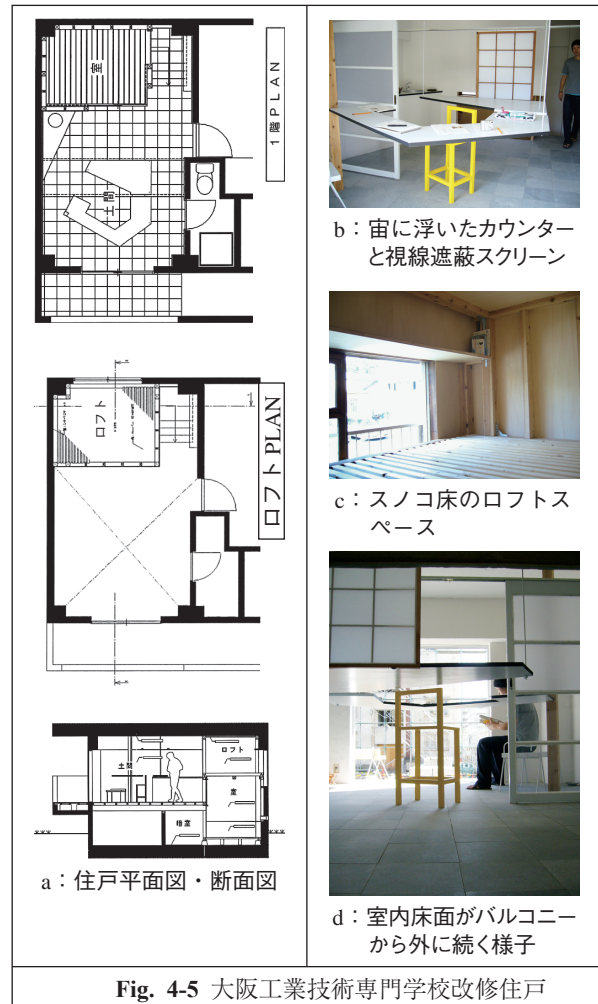 室
1階PLAN
土間
ロフト
ロフトPLAN
土間
ロフト
室
暗室
a：住戸平面図・断面図
b：宙に浮いたカウンター
と視線遮蔽スクリーン
c：スノコ床のロフトス
ペース
d：室内床面がバルコニー
から外に続く様子
Fig. 4-5 大阪工業技術専門学校改修住戸